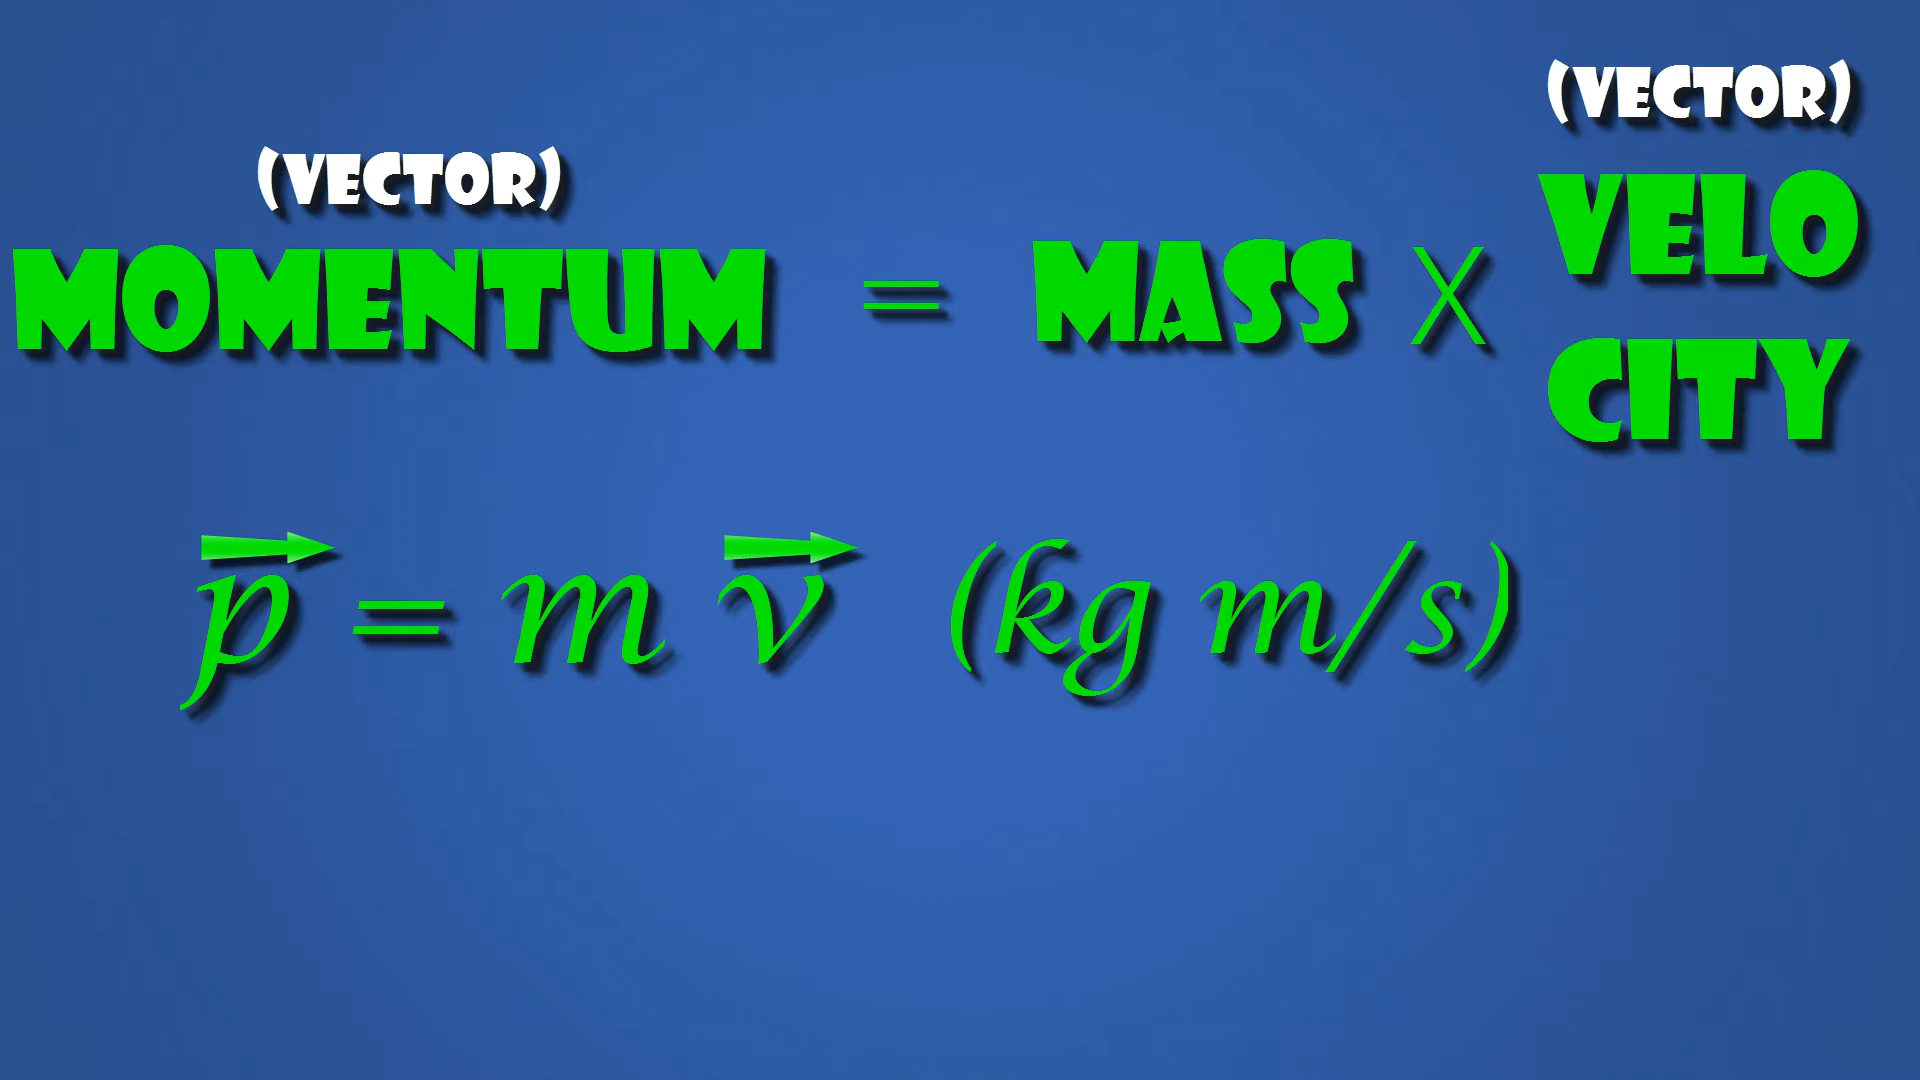 (VECTOR)
(VECTOR)
MOMENTUM = MASS X VELO
CITY
p⃗ = m v⃗ (kg m/s)